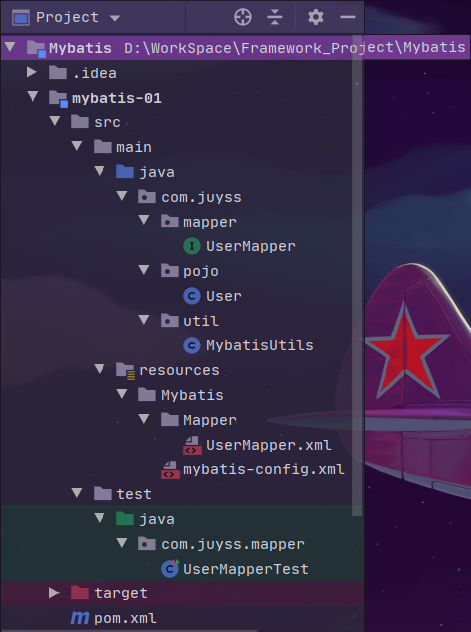 Project
Mybatis D:\WorkSpace\Framework_Project\Mybatis
.idea
mybatis-01
src
main
java
com.juyss
mapper
I UserMapper
pojo
C User
util
C MybatisUtils
resources
Mybatis
Mapper
UserMapper.xml
mybatis-config.xml
test
java
com.juyss.mapper
C UserMapperTest
target
m pom.xml